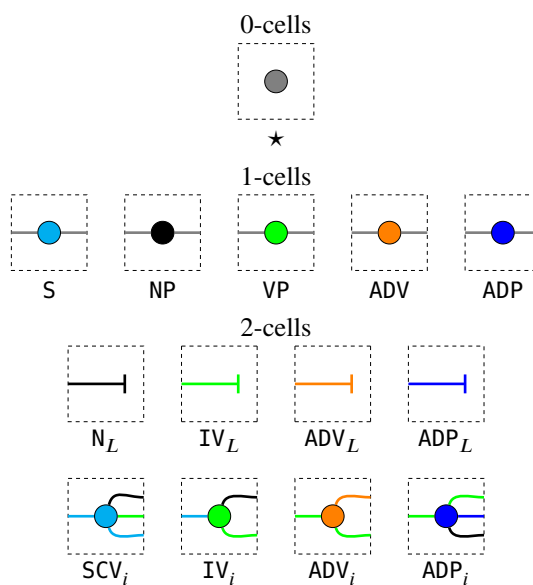 0-cells
⋆
1-cells
S NP VP ADV ADP
2-cells
N_L IV_L ADV_L ADP_L
SCV_i IV_i ADV_i ADP_i